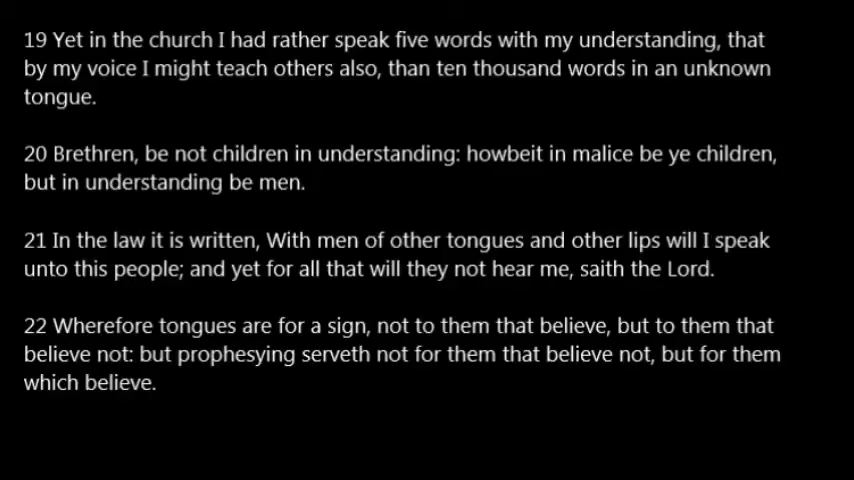 19 Yet in the church I had rather speak five words with my understanding, that
by my voice I might teach others also, than ten thousand words in an unknown
tongue.
20 Brethren, be not children in understanding: howbeit in malice be ye children,
but in understanding be men.
21 In the law it is written, With men of other tongues and other lips will I speak
unto this people; and yet for all that will they not hear me, saith the Lord.
22 Wherefore tongues are for a sign, not to them that believe, but to them that
believe not: but prophesying serveth not for them that believe not, but for them
which believe.